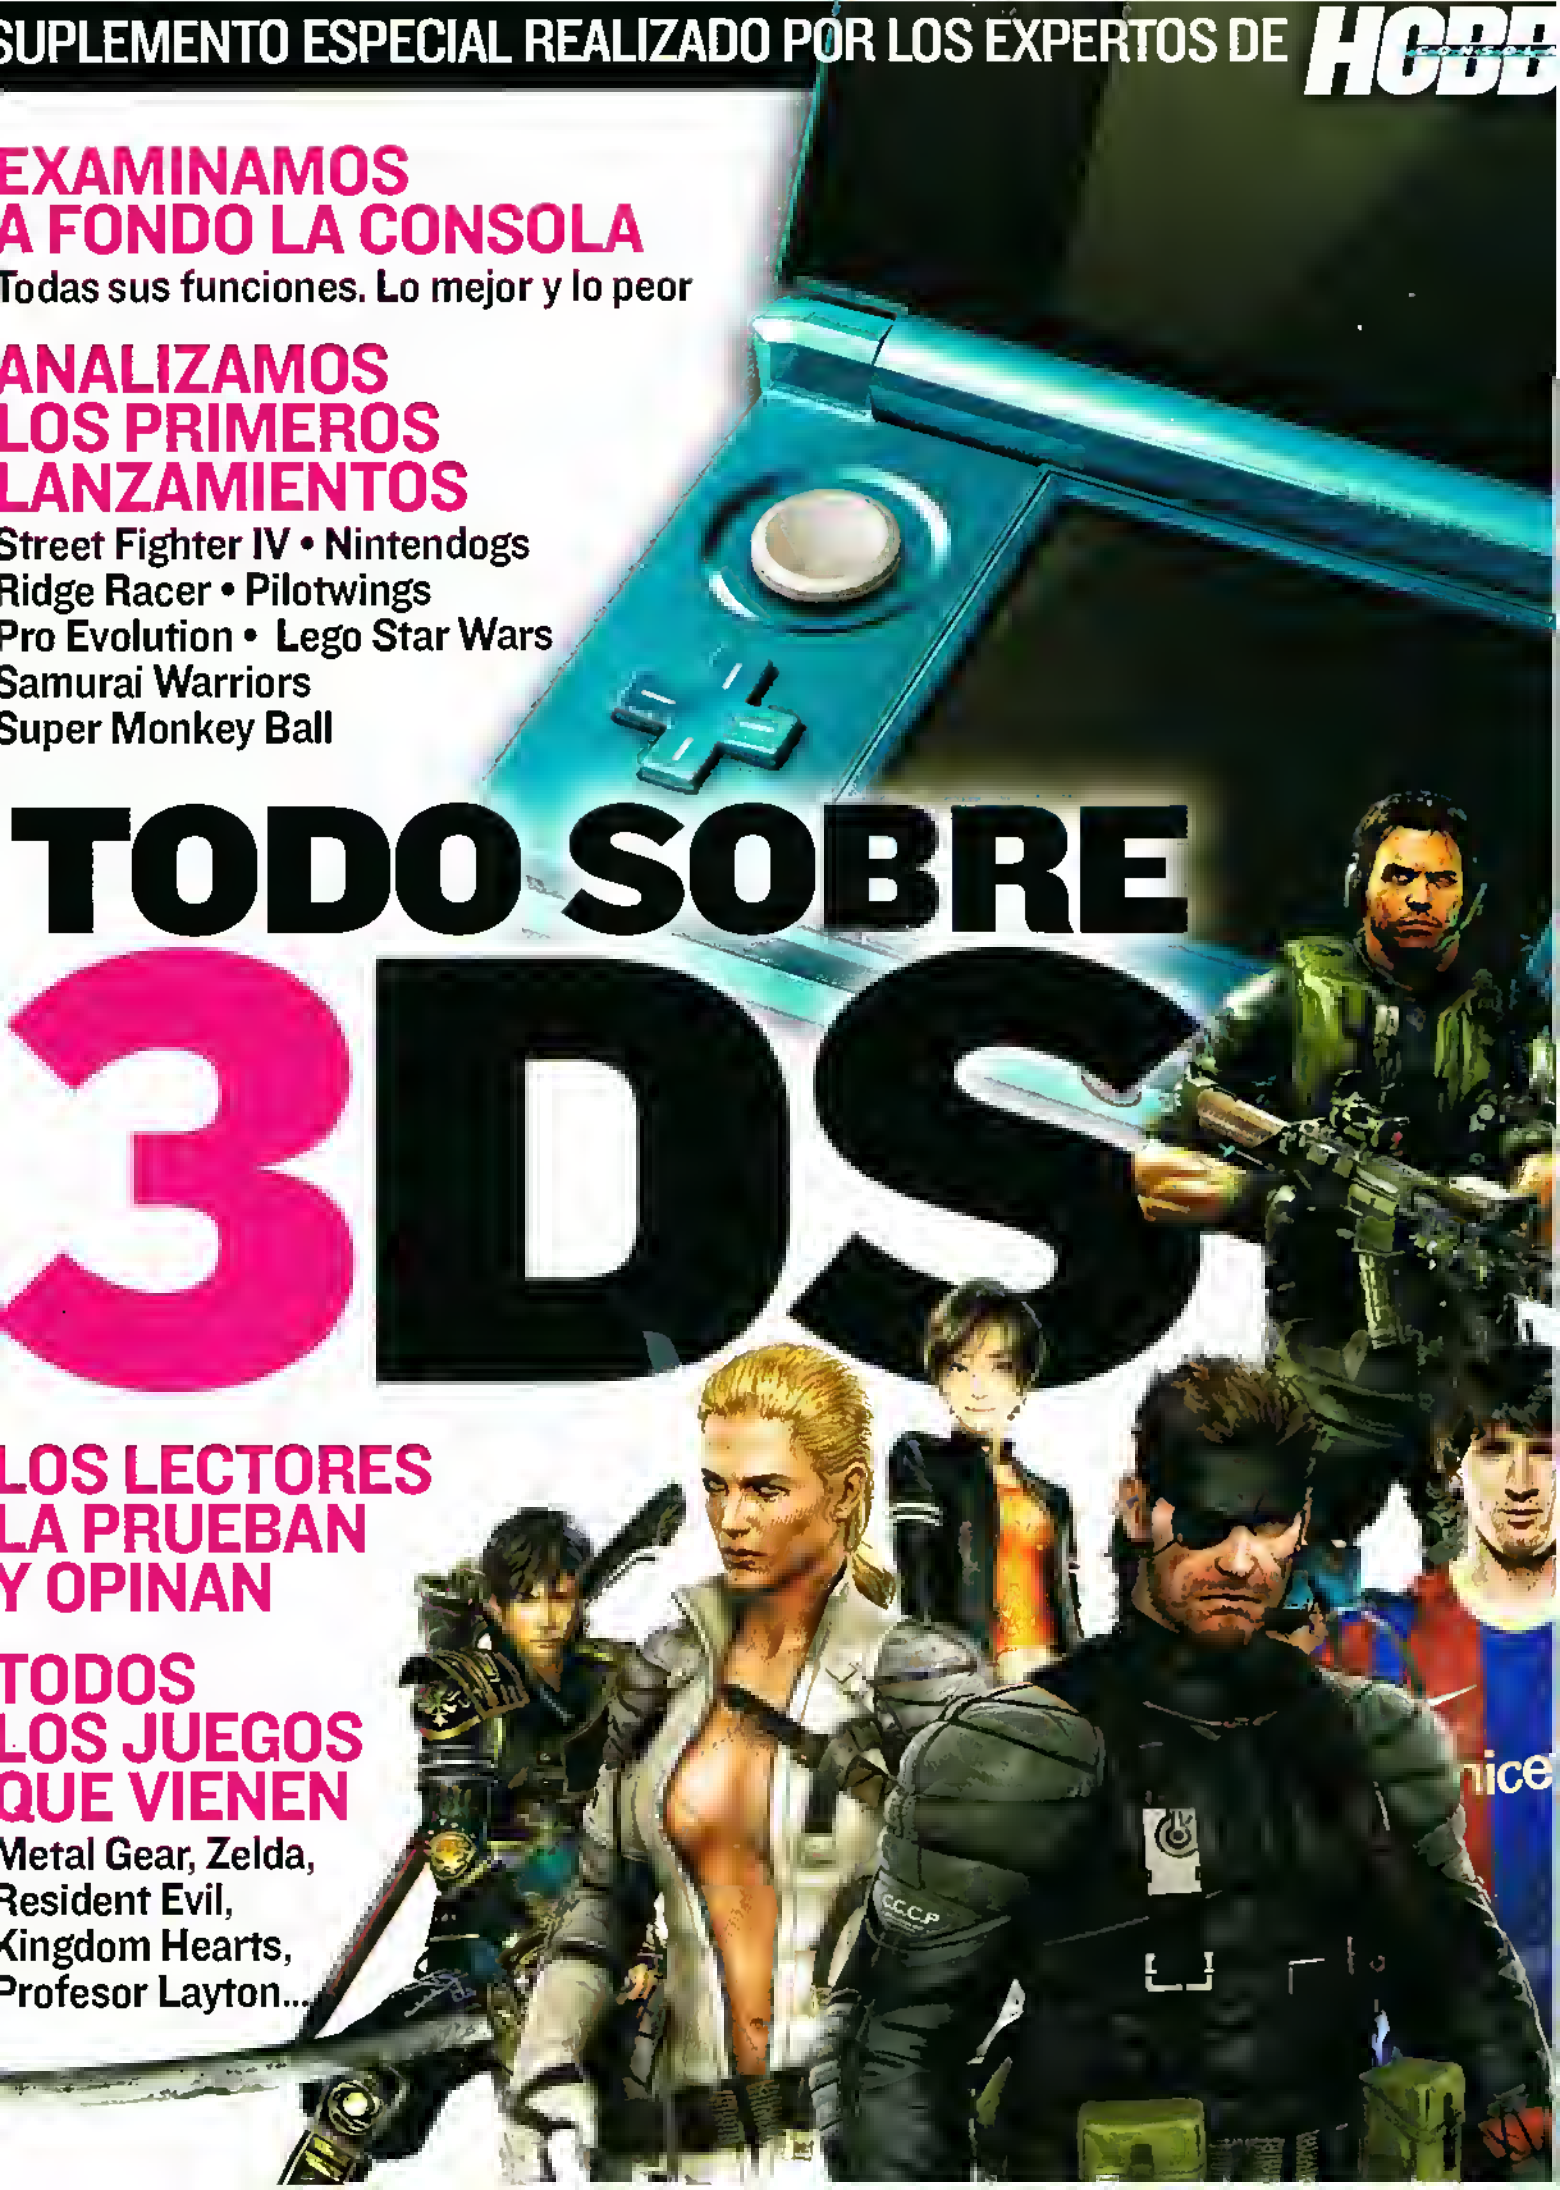 SUPLEMENTO ESPECIAL REALIZADO POR LOS EXPERTOS DE HOBB
CONSOLA
EXAMINAMOS
A FONDO LA CONSOLA
Todas sus funciones. Lo mejor y lo peor
ANALIZAMOS
LOS PRIMEROS
LANZAMIENTOS
Street Fighter IV • Nintendogs
Ridge Racer • Pilotwings
Pro Evolution • Lego Star Wars
Samurai Warriors
Super Monkey Ball
TODO SOBRE
3DS
LOS LECTORES
LA PRUEBAN
Y OPINAN
TODOS
LOS JUEGOS
QUE VIENEN
Metal Gear, Zelda,
Resident Evil,
Kingdom Hearts,
Profesor Layton...
nice
C.C.C.P